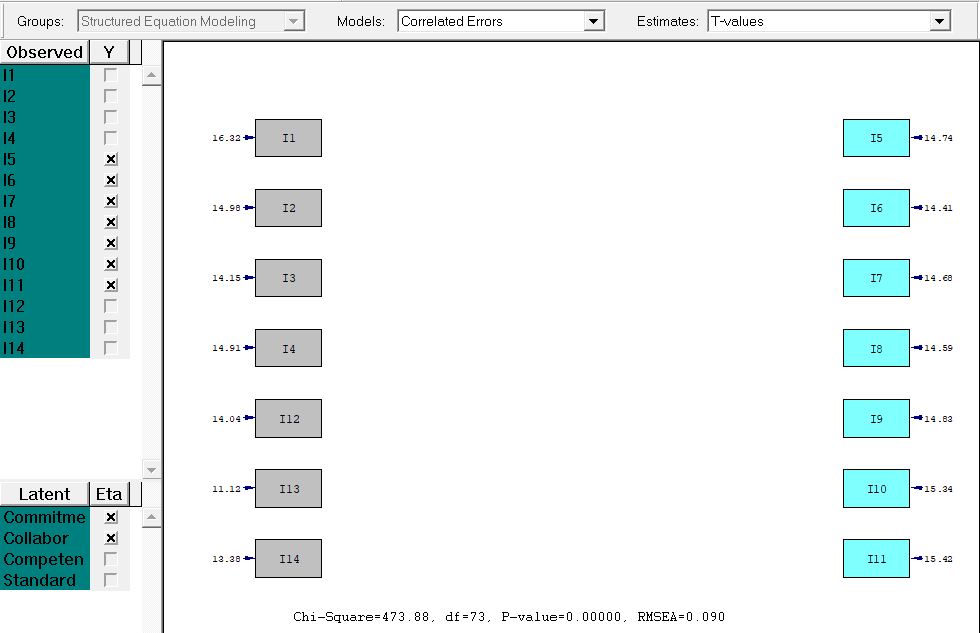 Groups: Structured Equation Modeling Models: Correlated Errors Estimates: T-values
Observed Y
I1
I2
I3
I4
I5
I6
I7
I8
I9
I10
I11
I12
I13
I14
Latent Eta
Commitme
Collabor
Competen
Standard
16.32 I1 I5 14.74
14.98 I2 I6 14.41
14.15 I3 I7 14.68
14.91 I4 I8 14.59
14.04 I12 I9 14.83
11.12 I13 I10 15.34
13.38 I14 I11 15.42
Chi-Square=473.88, df=73, P-value=0.00000, RMSEA=0.090